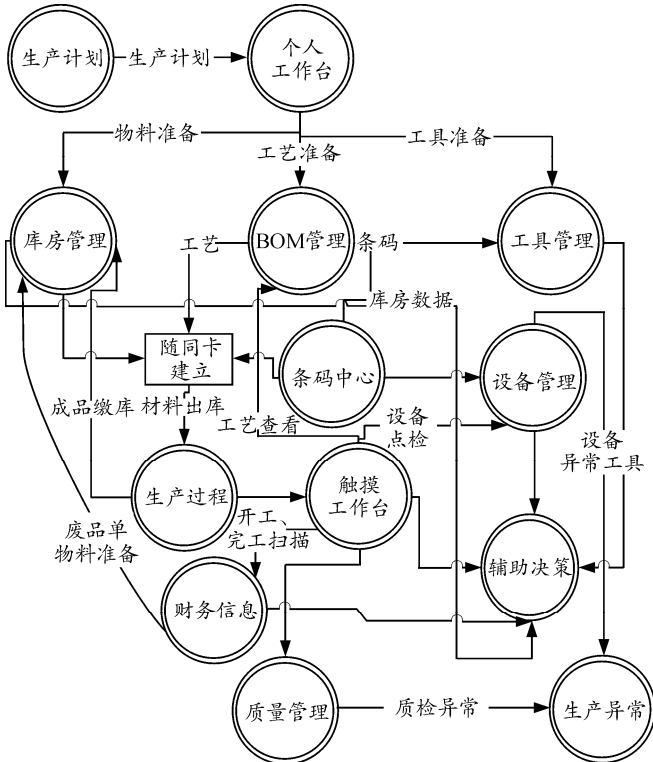 生产计划
生产计划
个人
工作台
物料准备
工艺准备
工具准备
库房管理
工艺
BOM管理
条码
工具管理
库房数据
随同卡
建立
条码中心
设备管理
成品缴库
材料出库
工艺查看
设备
点检
设备
异常工具
生产过程
触摸
工作台
开工、
完工扫描
废品单
物料准备
辅助决策
财务信息
质量管理
质检异常
生产异常